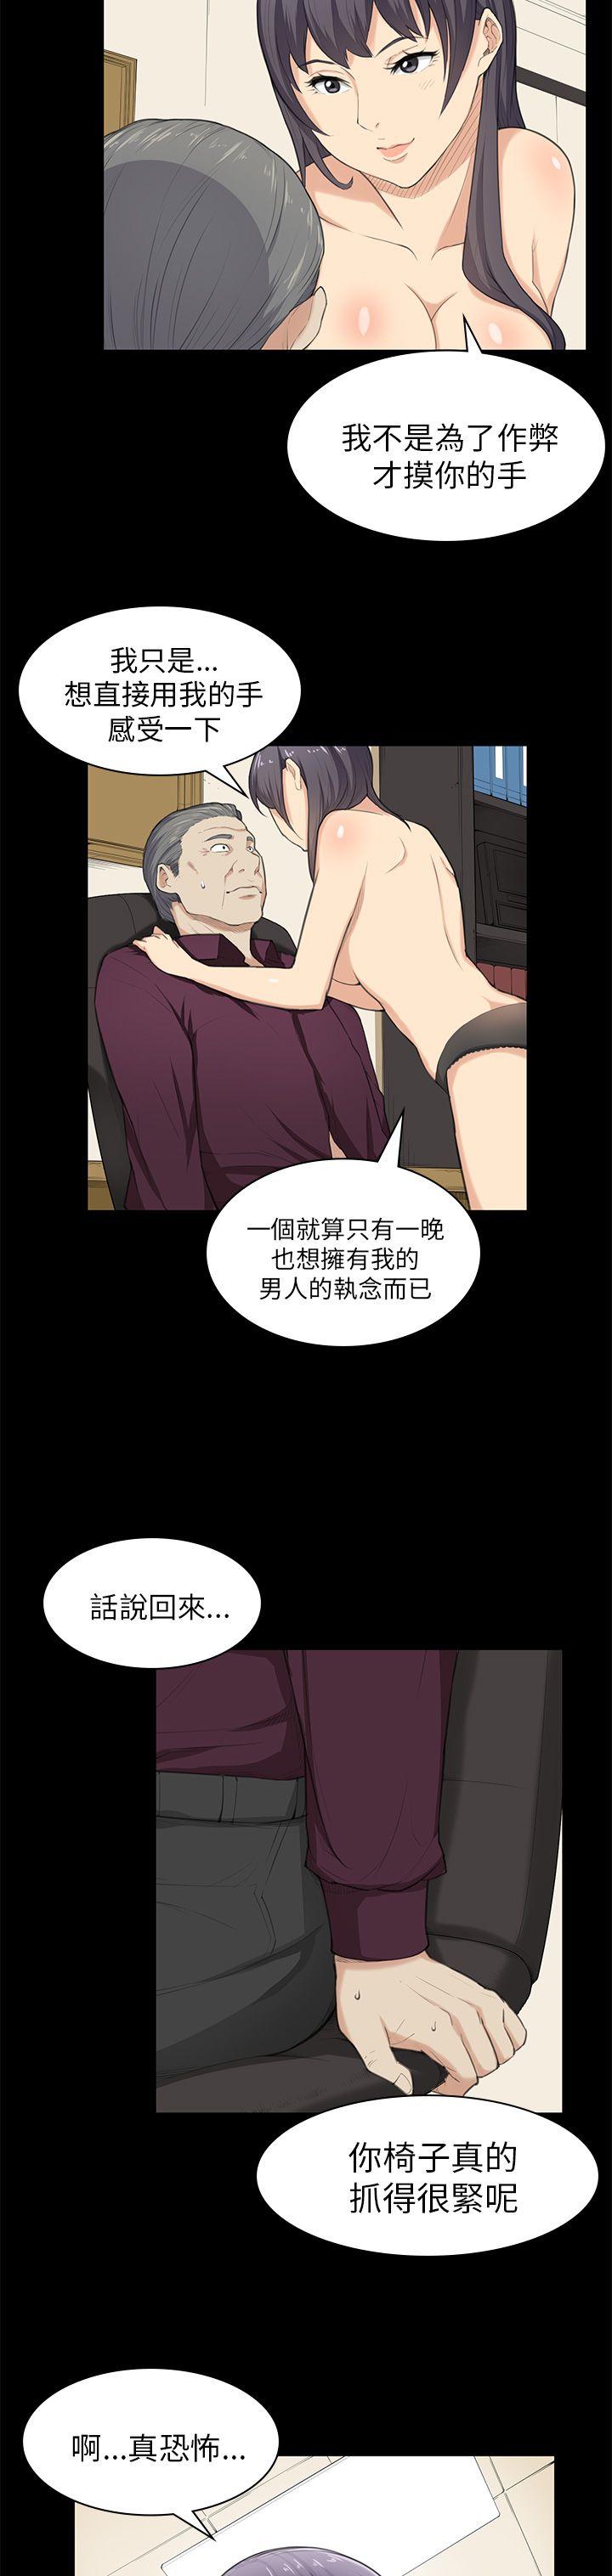 我不是為了作弊
才摸你的手
我只是...
想直接用我的手
感受一下
一個就算只有一晚
也想擁有我的
男人的執念而已
話說回來...
你椅子真的
抓得很緊呢
啊...真恐怖...